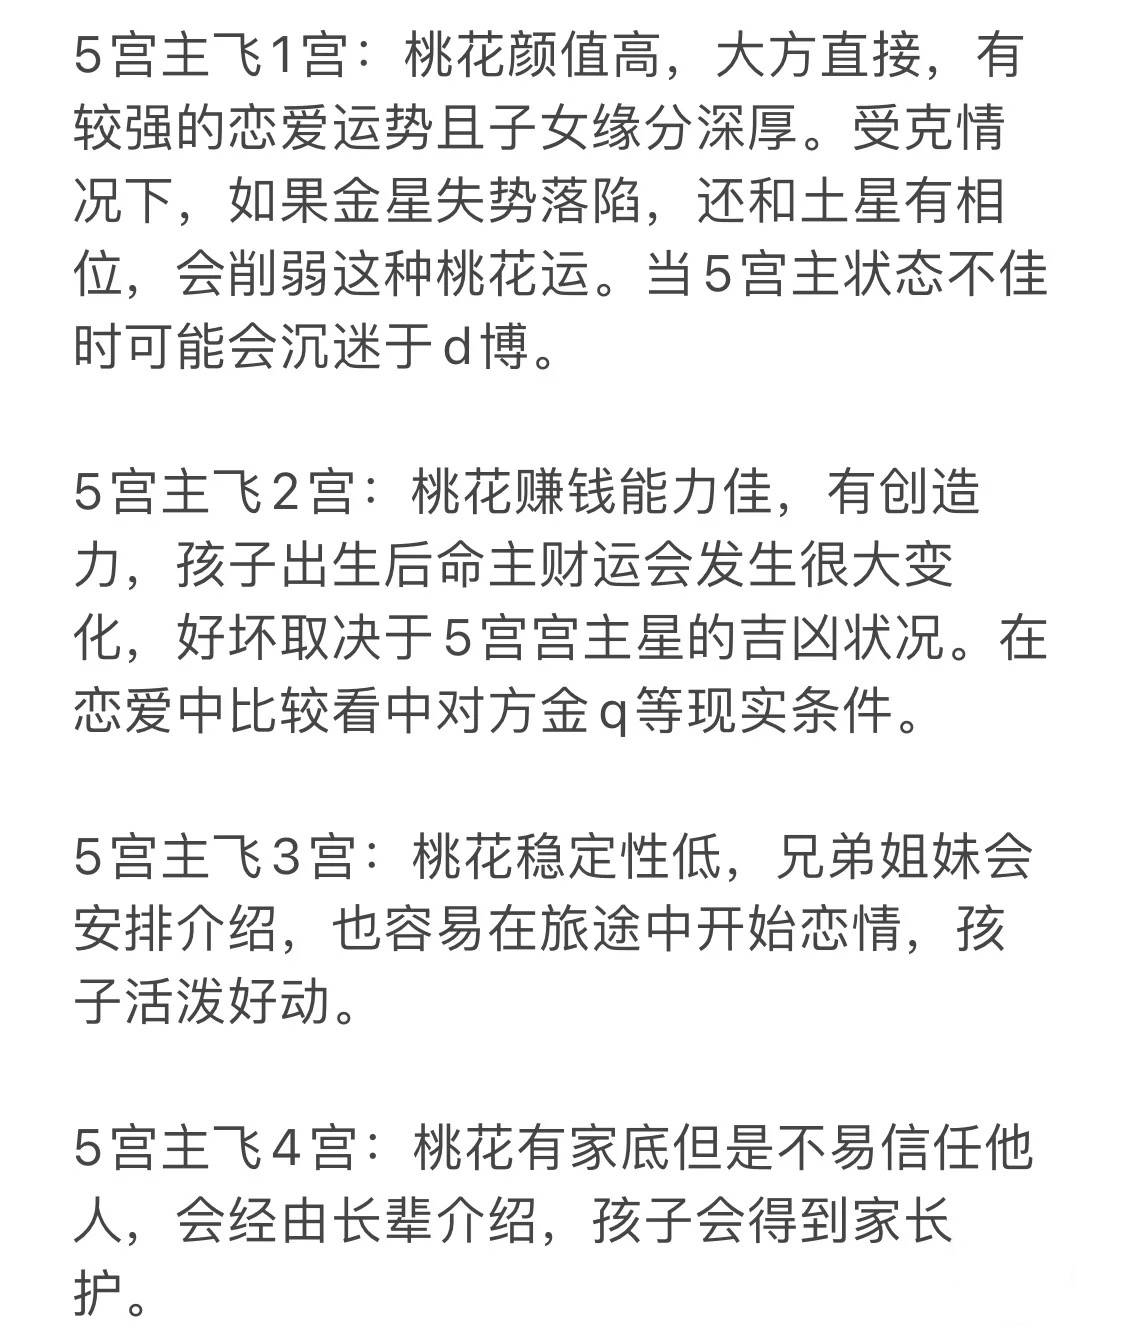 5宫主飞1宫：桃花颜值高，大方直接，有
较强的恋爱运势且子女缘分深厚。受克情
况下，如果金星失势落陷，还和土星有相
位，会削弱这种桃花运。当5宫主状态不佳
时可能会沉迷于d博。
5宫主飞2宫：桃花赚钱能力佳，有创造
力，孩子出生后命主财运会发生很大变
化，好坏取决于5宫宫主星的吉凶状况。在
恋爱中比较看中对方金q等现实条件。
5宫主飞3宫：桃花稳定性低，兄弟姐妹会
安排介绍，也容易在旅途中开始恋情，孩
子活泼好动。
5宫主飞4宫：桃花有家底但是不易信任他
人，会经由长辈介绍，孩子会得到家长
护。